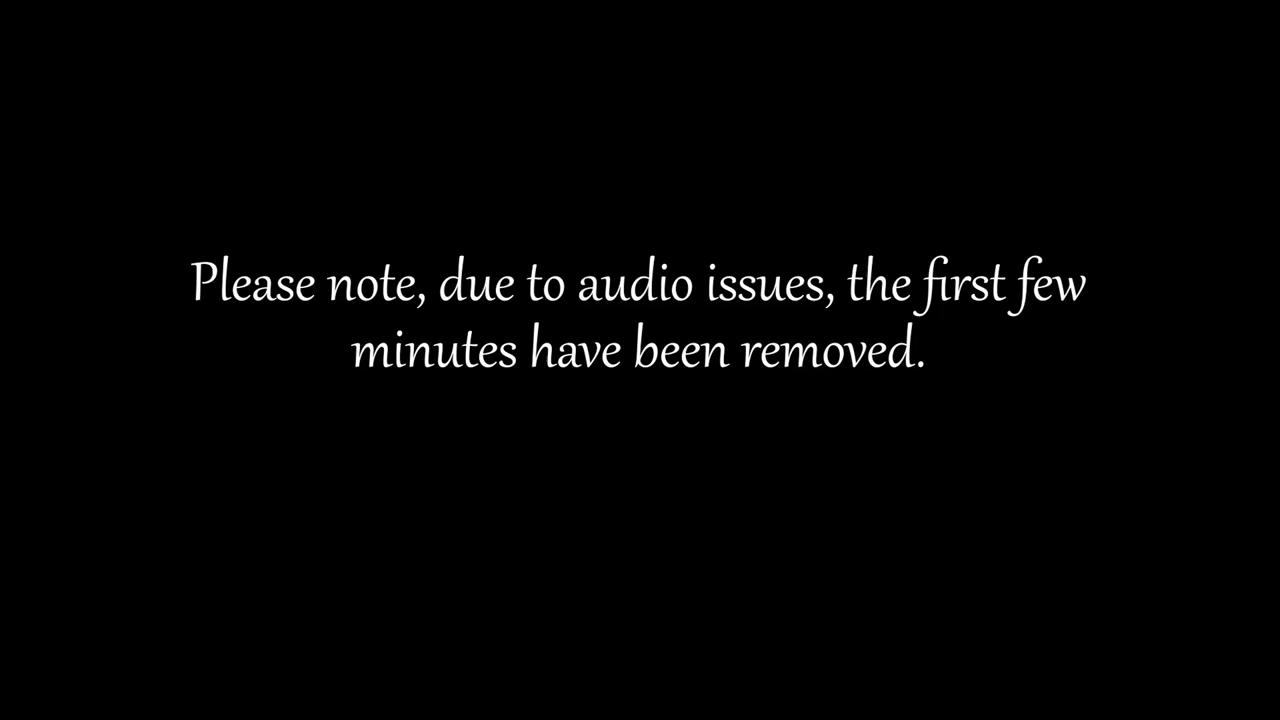 Please note, due to audio issues, the first few
minutes have been removed.